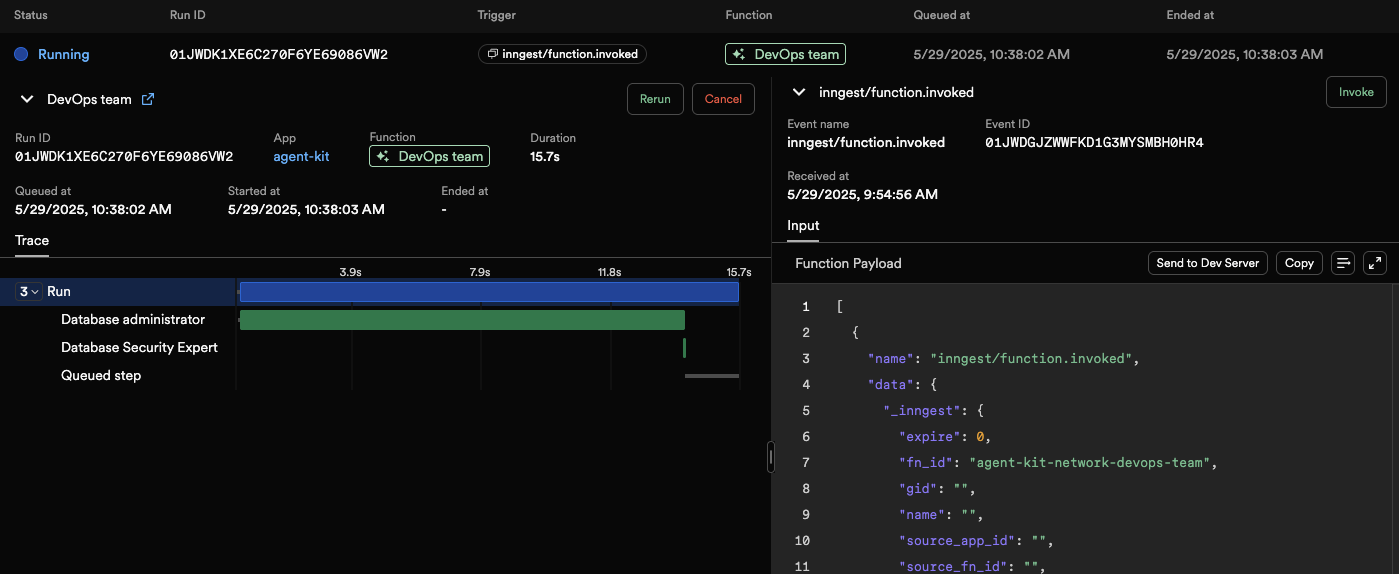 Status Run ID Trigger Function Queued at Ended at
Running 01JWDK1XE6C270F6YE69086VW2 inngest/function.invoked DevOps team 5/29/2025, 10:38:02 AM 5/29/2025, 10:38:03 AM
DevOps team Rerun Cancel
Run ID App Function Duration
01JWDK1XE6C270F6YE69086VW2 agent-kit DevOps team 15.7s
Queued at Started at Ended at
5/29/2025, 10:38:02 AM 5/29/2025, 10:38:03 AM -
Trace
3.9s 7.9s 11.8s 15.7s
3 Run
Database administrator
Database Security Expert
Queued step
inngest/function.invoked Invoke
Event name Event ID
inngest/function.invoked 01JWDGJZWWFKD1G3MYSMBH0HR4
Received at
5/29/2025, 9:54:56 AM
Input
Function Payload Send to Dev Server Copy
1 [
2 {
3 "name": "inngest/function.invoked",
4 "data": {
5 "_inngest": {
6 "expire": 0,
7 "fn_id": "agent-kit-network-devops-team",
8 "gid": "",
9 "name": "",
10 "source_app_id": "",
11 "source_fn_id": "",